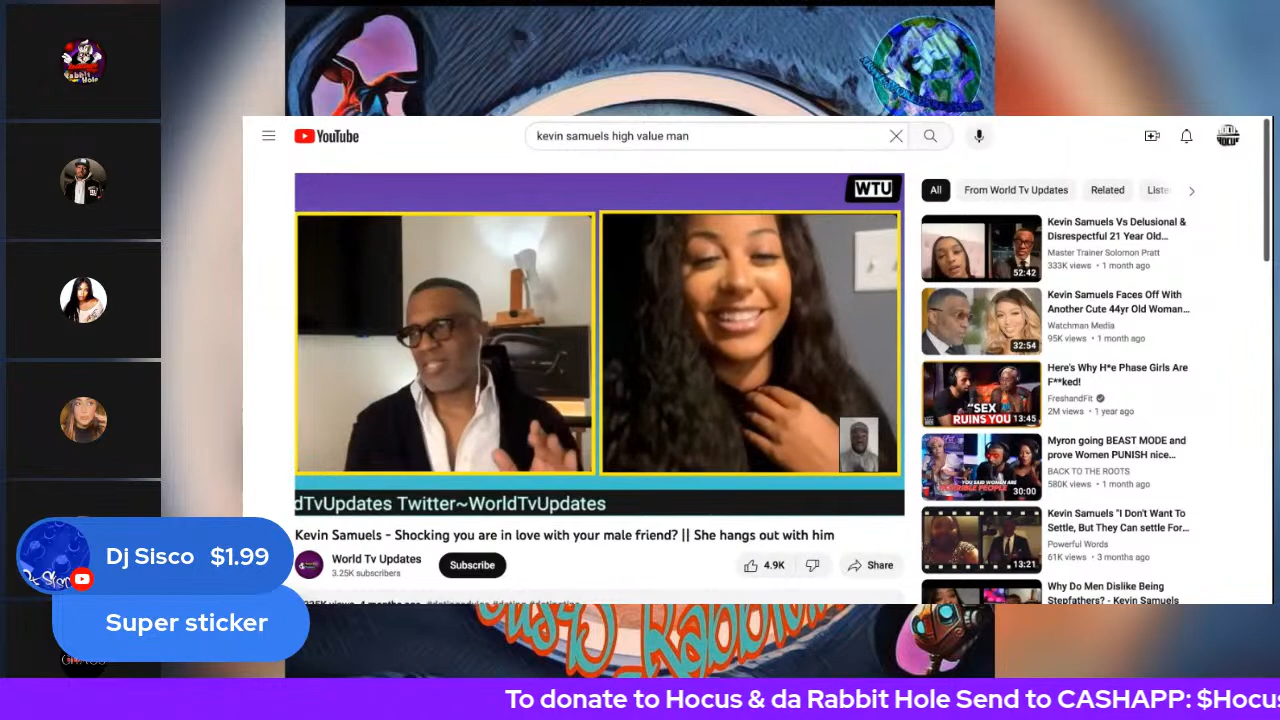 Rabbit
Hole
YouTube
kevin samuels high value man
WTU
dTvUpdates Twitter~WorldTvUpdates
Kevin Samuels - Shocking you are in love with your male friend? || She hangs out with him
World Tv Updates
3.25K subscribers
Subscribe
4.9K
Share
All
From World Tv Updates
Related
Liste
Kevin Samuels Vs Delusional &
Disrespectful 21 Year Old...
Master Trainer Solomon Pratt
333K views • 1 month ago
52:42
Kevin Samuels Faces Off With
Another Cute 44yr Old Woman...
Watchman Media
95K views • 1 month ago
32:54
Here's Why H*e Phase Girls Are
F**ked!
FreshandFit
2M views • 1 year ago
"SEX
RUINS YOU
13:45
Myron going BEAST MODE and
prove Women PUNISH nice...
BACK TO THE ROOTS
580K views • 1 month ago
30:00
Kevin Samuels "I Don't Want To
Settle, But They Can settle For...
Powerful Words
61K views • 3 months ago
13:21
Why Do Men Dislike Being
Stepfathers? - Kevin Samuels
Dj Sisco $1.99
Super sticker
To donate to Hocus & da Rabbit Hole Send to CASHAPP: $Hocus